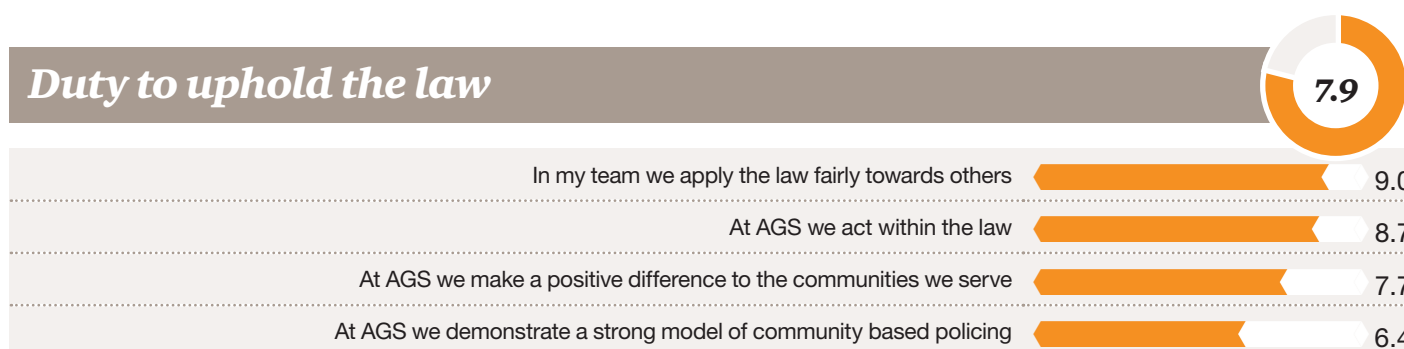 Duty to uphold the law
7.9
In my team we apply the law fairly towards others 9.0
At AGS we act within the law 8.7
At AGS we make a positive difference to the communities we serve 7.7
At AGS we demonstrate a strong model of community based policing 6.4